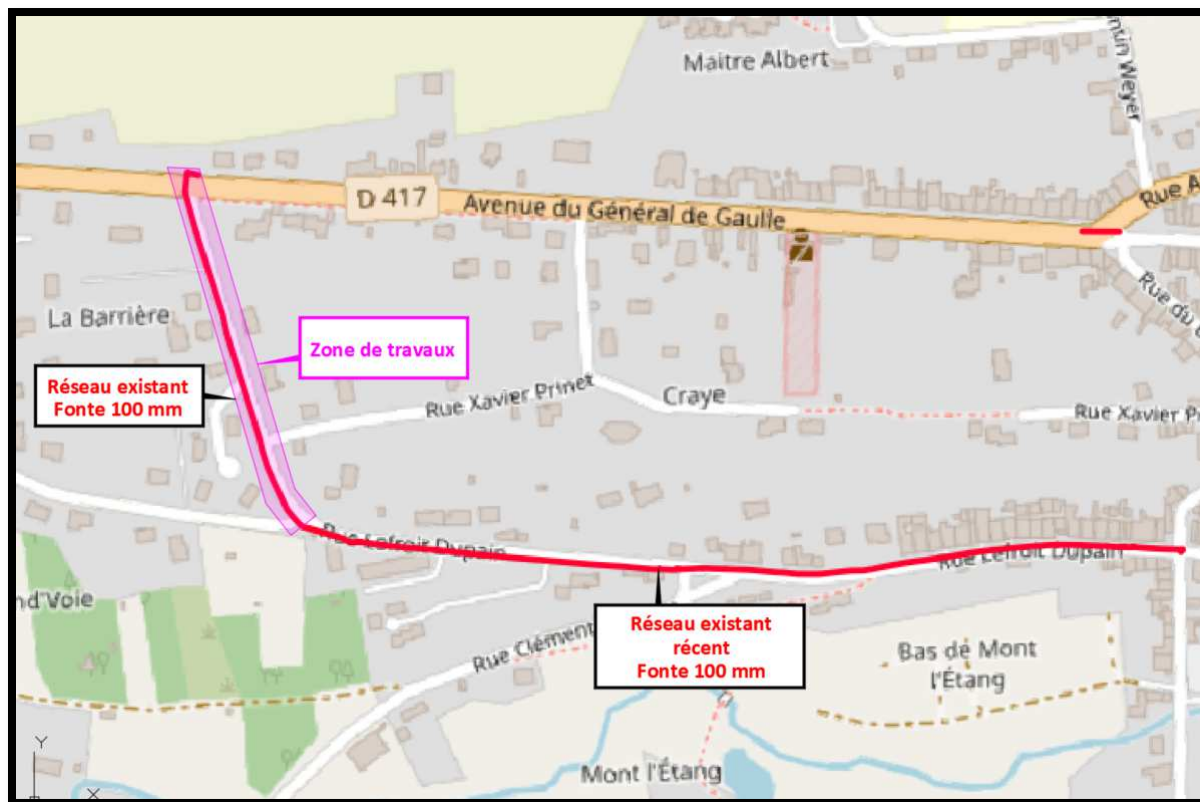 Maitre Albert
D 417
Avenue du Général de Gaulle
Rue A
La Barrière
Zone de travaux
Réseau existant
Fonte 100 mm
Rue Xavier Prinet
Craye
Rue Xavier P
Rue du
Rue Lefroit Dupain
Rue Lefroit Dupain
nd'Voie
Réseau existant
récent
Fonte 100 mm
Rue Clément
Bas de Mont
l'Étang
Mont l'Étang
Y
X